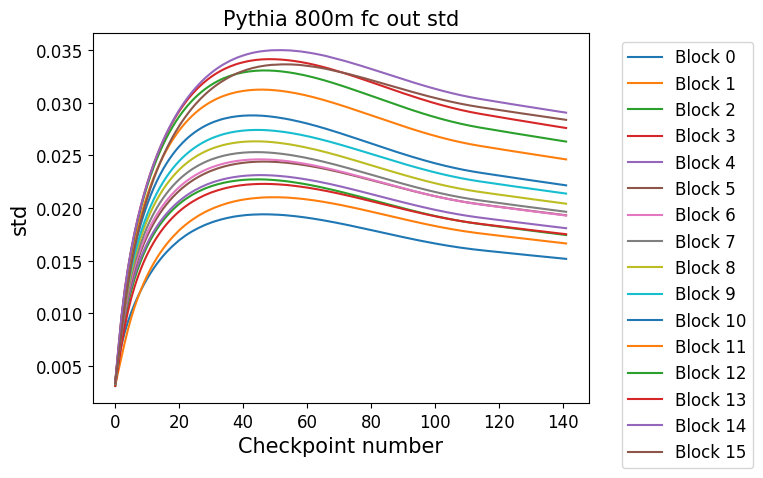 Pythia 800m fc out std
0.035
0.030
0.025
0.020
0.015
0.010
0.005
std
0 20 40 60 80 100 120 140
Checkpoint number
Block 0
Block 1
Block 2
Block 3
Block 4
Block 5
Block 6
Block 7
Block 8
Block 9
Block 10
Block 11
Block 12
Block 13
Block 14
Block 15